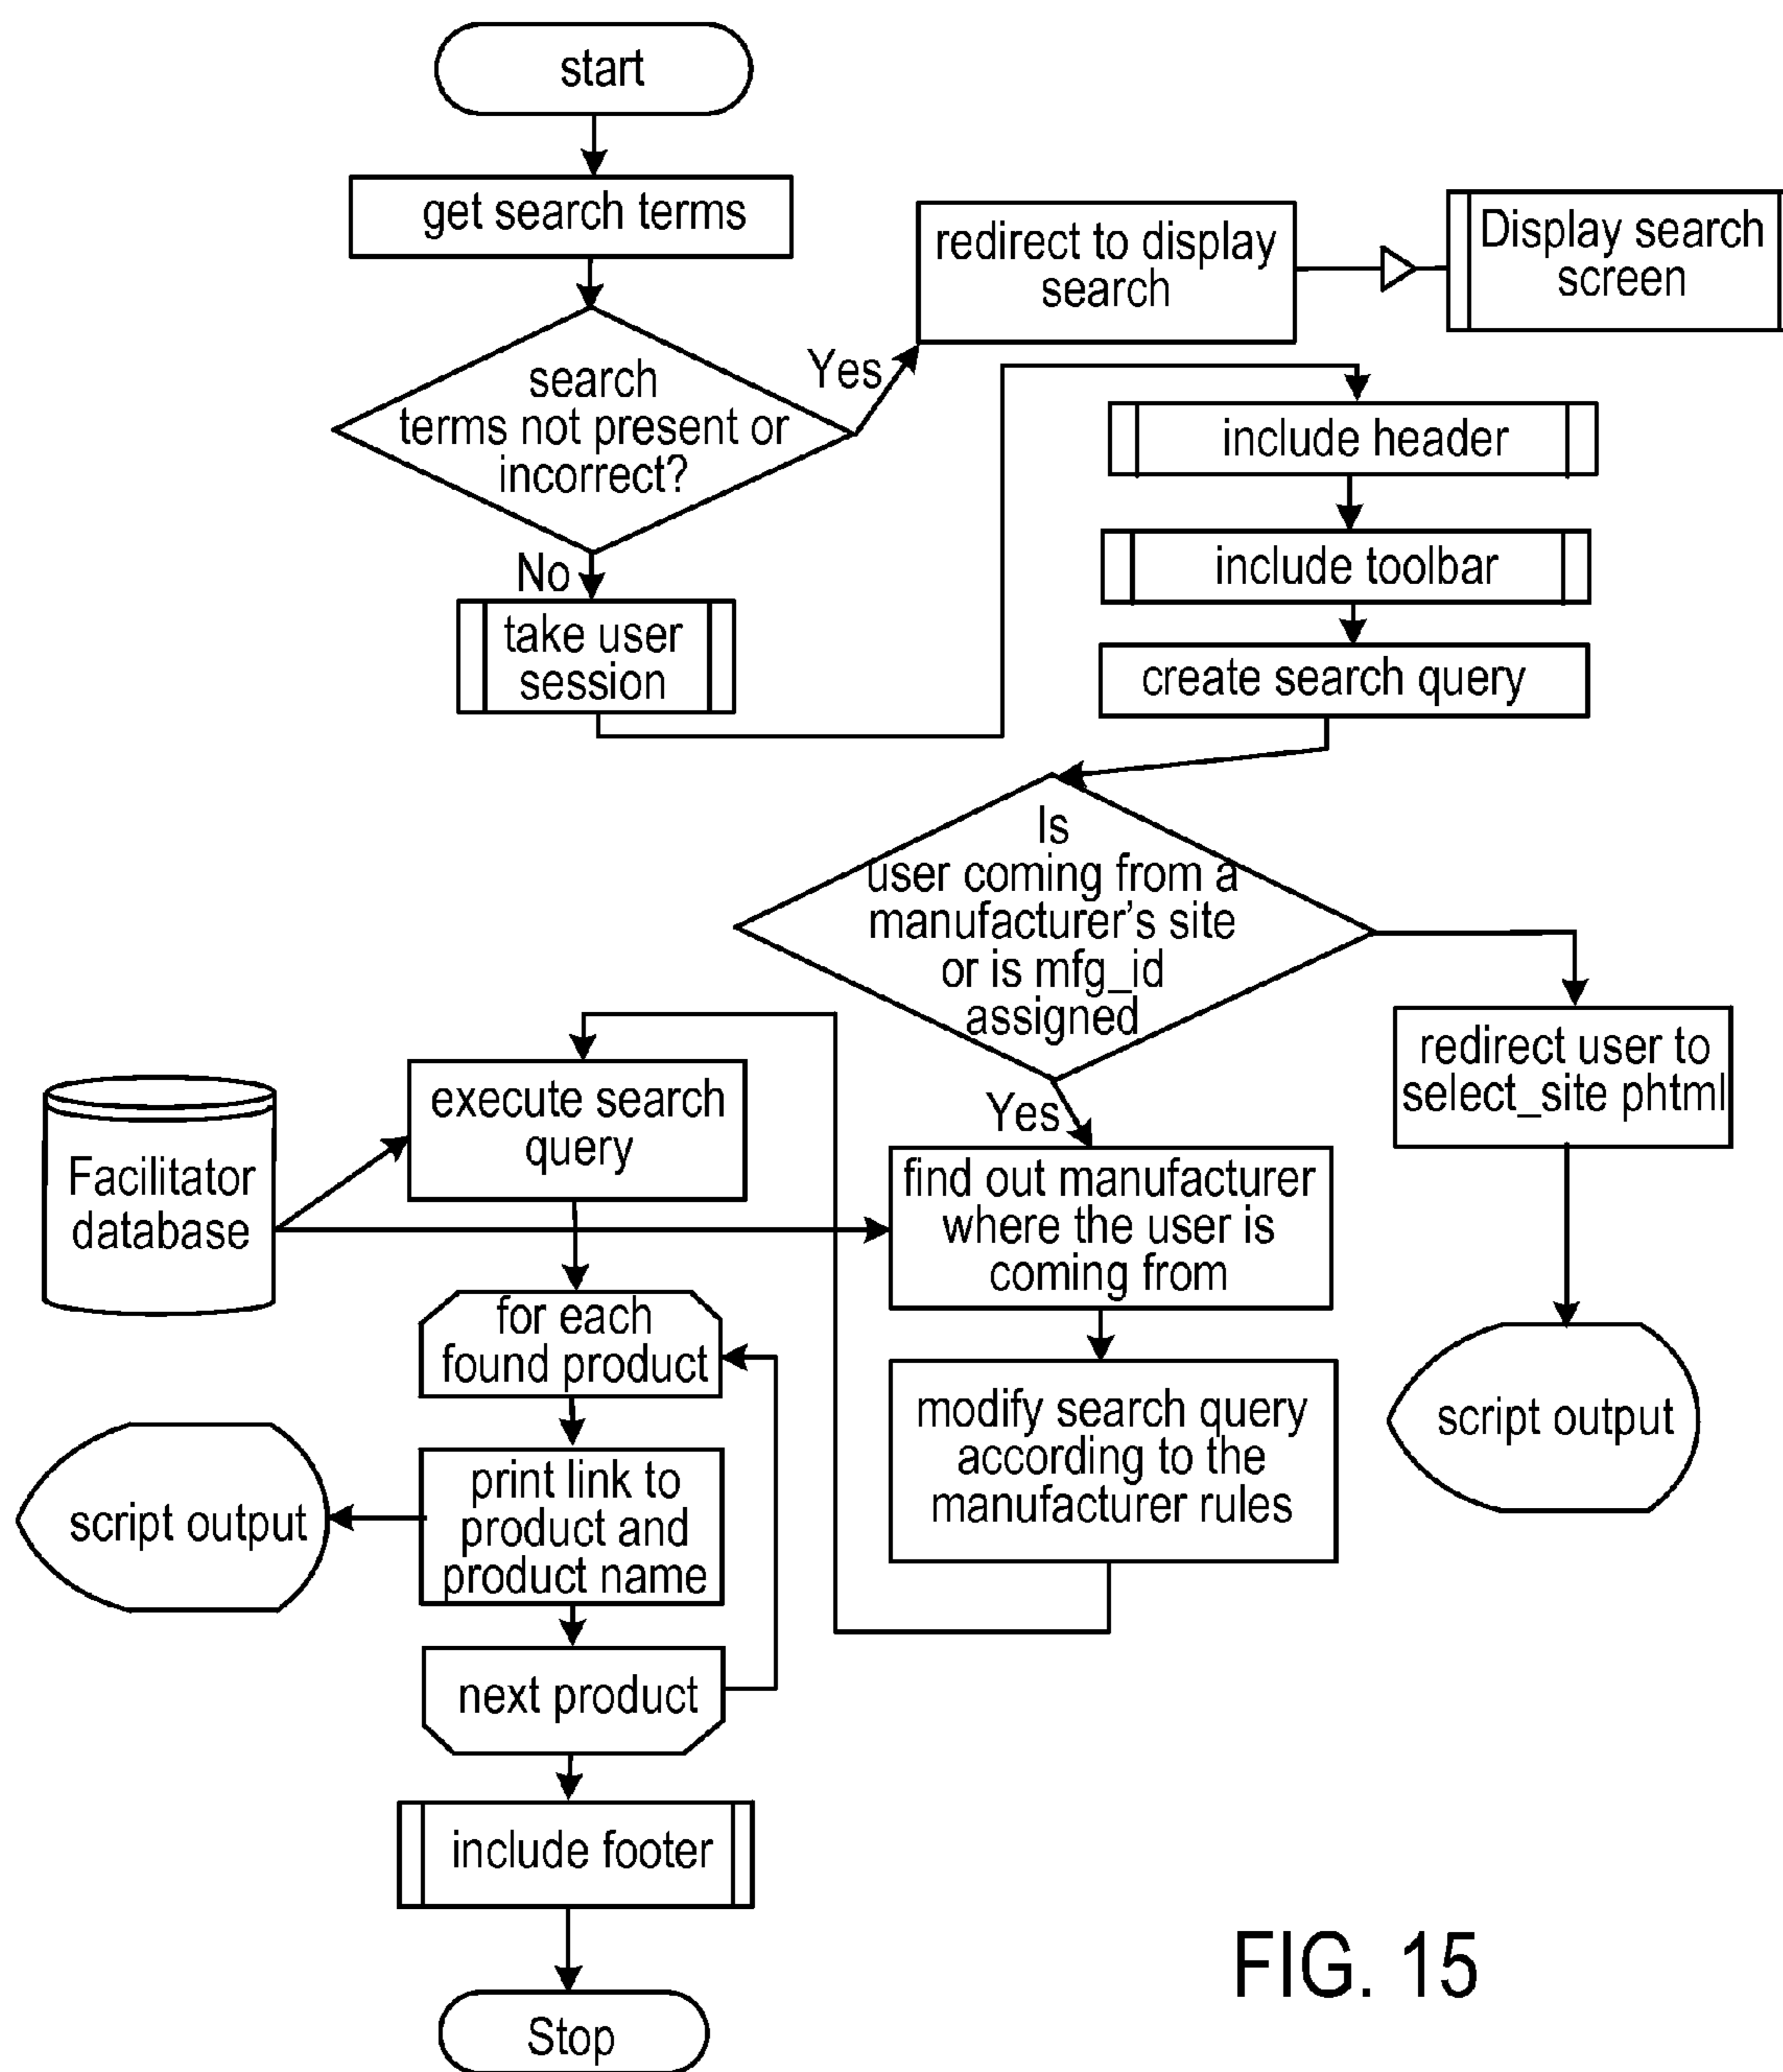 start
get search terms
search
terms not present or
incorrect?
Yes
redirect to display
search
Display search
screen
No
take user
session
include header
include toolbar
create search query
Is
user coming from a
manufacturer's site
or is mfg_id
assigned
Yes
redirect user to
select_site phtml
script output
find out manufacturer
where the user is
coming from
modify search query
according to the
manufacturer rules
Facilitator
database
execute search
query
for each
found product
print link to
product and
product name
script output
next product
include footer
Stop
FIG. 15